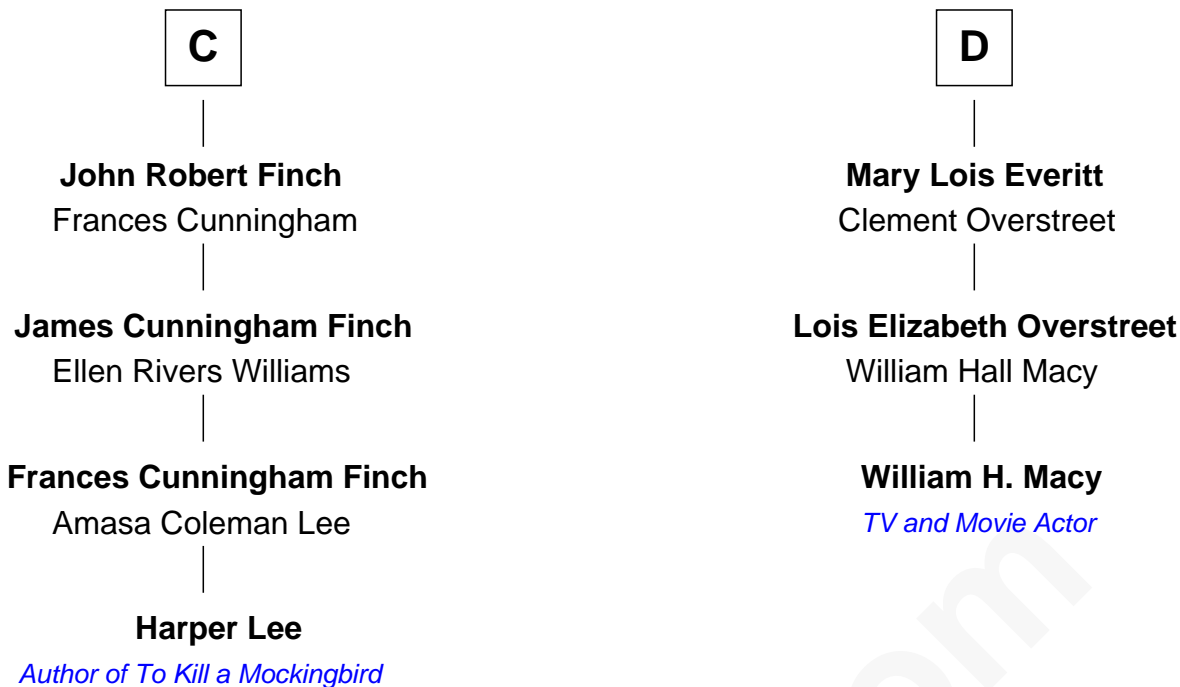 C
John Robert Finch
Frances Cunningham
James Cunningham Finch
Ellen Rivers Williams
Frances Cunningham Finch
Amasa Coleman Lee
Harper Lee
Author of To Kill a Mockingbird
D
Mary Lois Everitt
Clement Overstreet
Lois Elizabeth Overstreet
William Hall Macy
William H. Macy
TV and Movie Actor
om